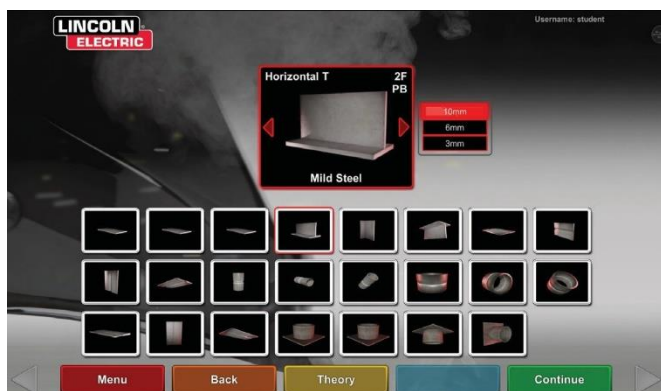 LINCOLN
ELECTRIC
Username: student
Horizontal T 2F
PB
10mm
6mm
3mm
Mild Steel
Menu Back Theory Continue